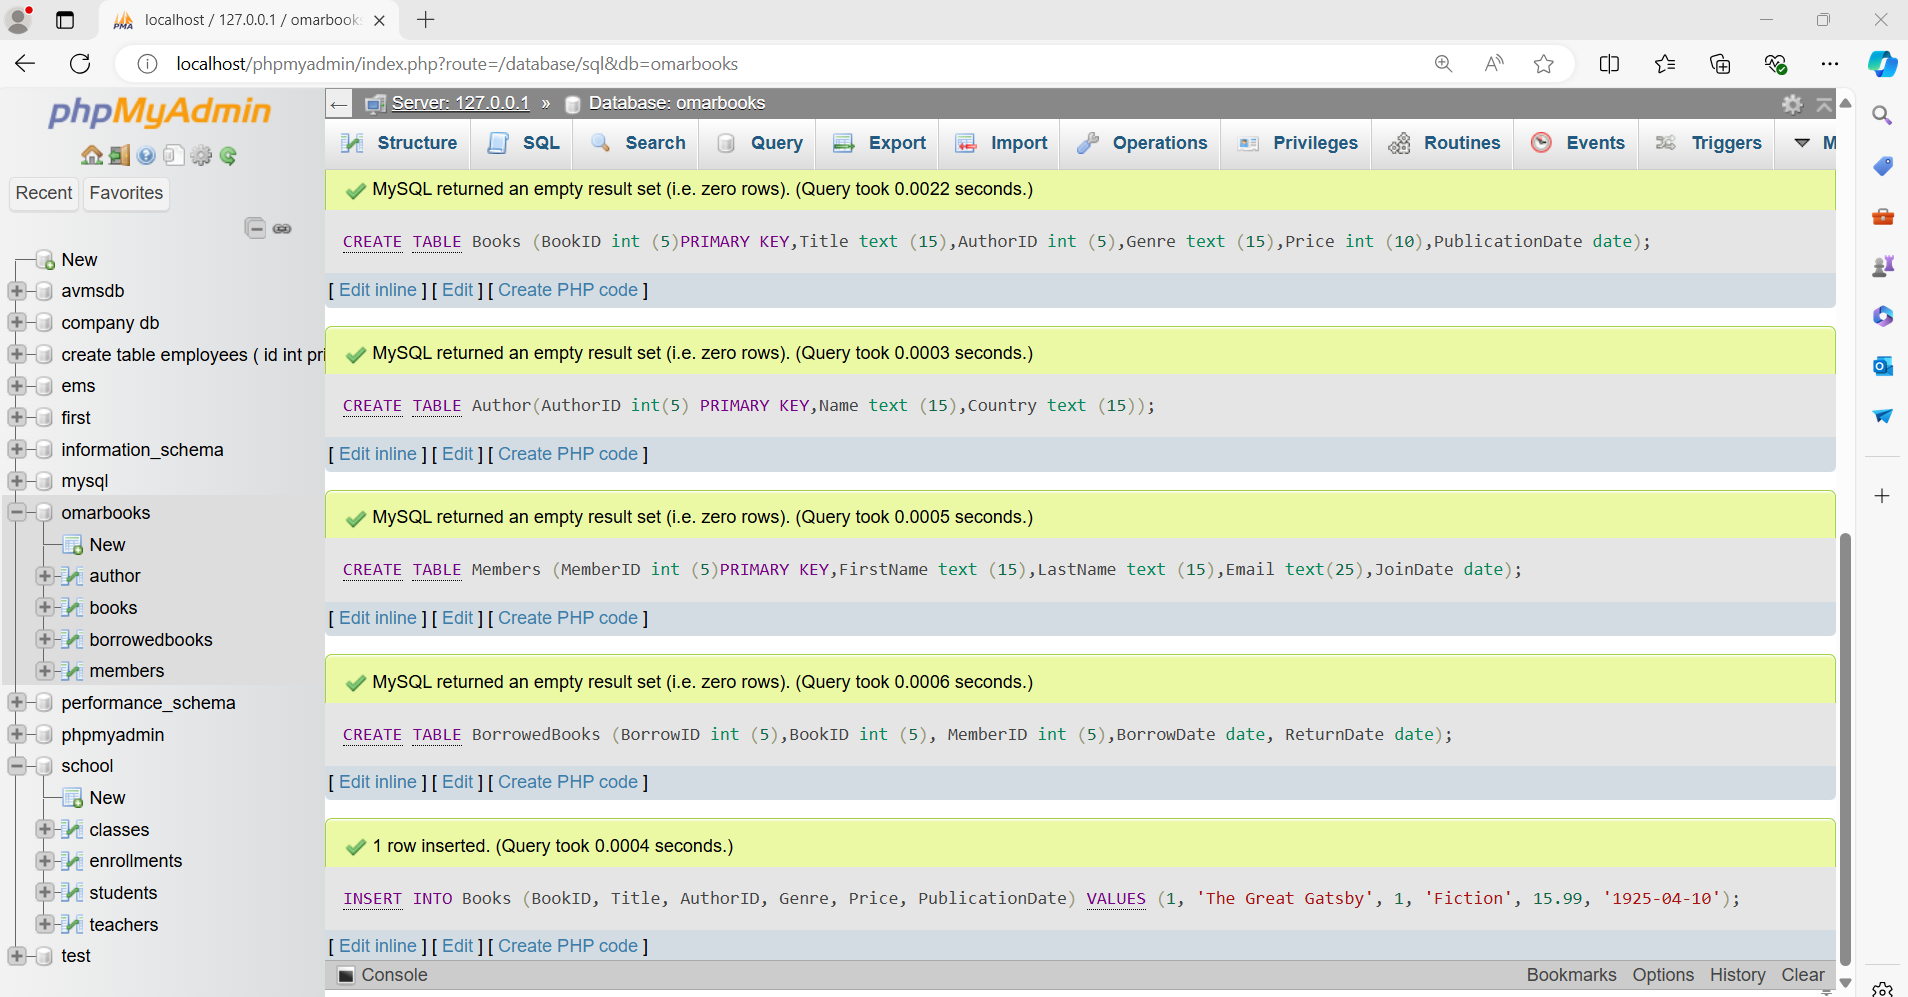 localhost / 127.0.0.1 / omarbooks
localhost/phpmyadmin/index.php?route=/database/sql&db=omarbooks
phpMyAdmin
Recent
Favorites
New
avmsdb
company db
create table employees ( id int pri
ems
first
information_schema
mysql
omarbooks
New
author
books
borrowedbooks
members
performance_schema
phpmyadmin
school
New
classes
enrollments
students
teachers
test
Server: 127.0.0.1 » Database: omarbooks
Structure SQL Search Query Export Import Operations Privileges Routines Events Triggers M
MySQL returned an empty result set (i.e. zero rows). (Query took 0.0022 seconds.)
CREATE TABLE Books (BookID int (5)PRIMARY KEY,Title text (15),AuthorID int (5),Genre text (15),Price int (10),PublicationDate date);
[ Edit inline ] [ Edit ] [ Create PHP code ]
MySQL returned an empty result set (i.e. zero rows). (Query took 0.0003 seconds.)
CREATE TABLE Author(AuthorID int(5) PRIMARY KEY,Name text (15),Country text (15));
[ Edit inline ] [ Edit ] [ Create PHP code ]
MySQL returned an empty result set (i.e. zero rows). (Query took 0.0005 seconds.)
CREATE TABLE Members (MemberID int (5)PRIMARY KEY,FirstName text (15),LastName text (15),Email text(25),JoinDate date);
[ Edit inline ] [ Edit ] [ Create PHP code ]
MySQL returned an empty result set (i.e. zero rows). (Query took 0.0006 seconds.)
CREATE TABLE BorrowedBooks (BorrowID int (5),BookID int (5), MemberID int (5),BorrowDate date, ReturnDate date);
[ Edit inline ] [ Edit ] [ Create PHP code ]
1 row inserted. (Query took 0.0004 seconds.)
INSERT INTO Books (BookID, Title, AuthorID, Genre, Price, PublicationDate) VALUES (1, 'The Great Gatsby', 1, 'Fiction', 15.99, '1925-04-10');
[ Edit inline ] [ Edit ] [ Create PHP code ]
Console
Bookmarks Options History Clear